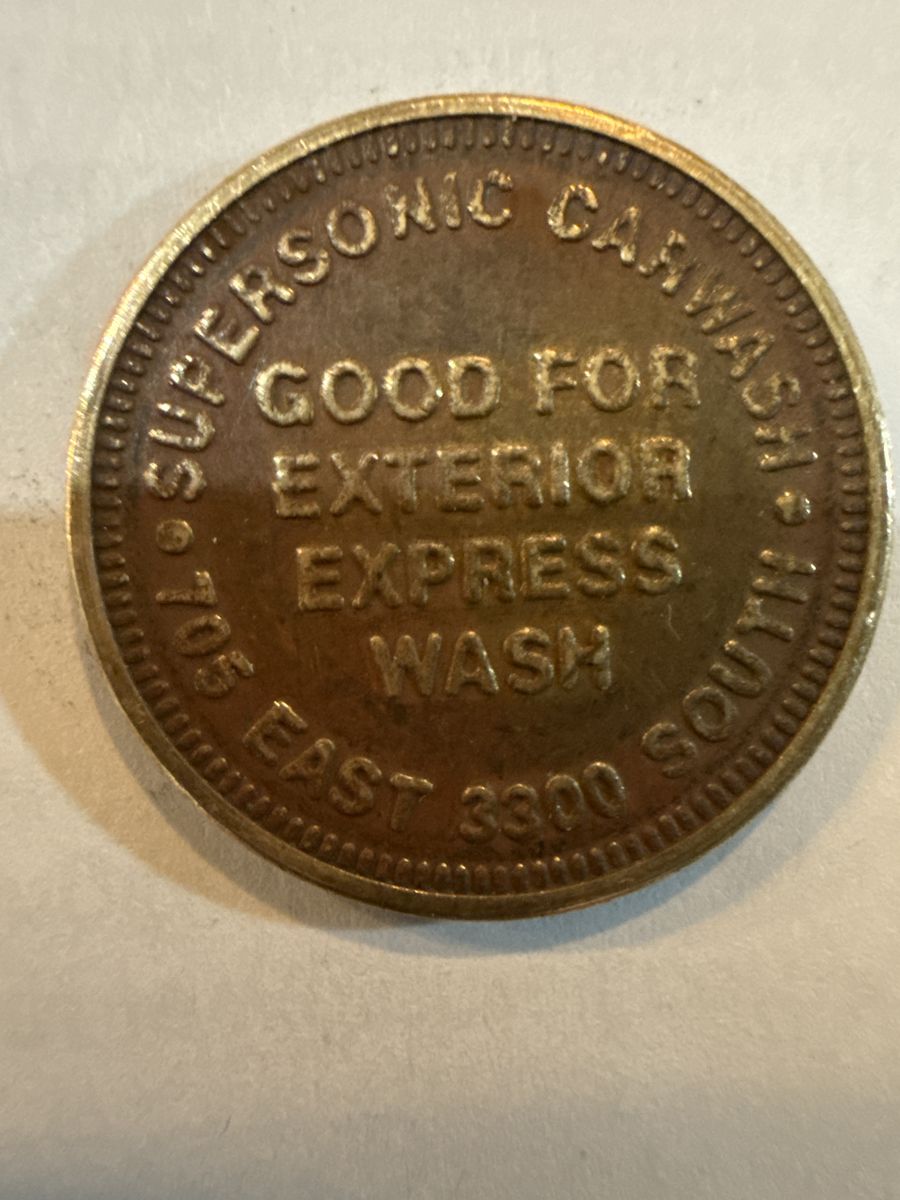 SUPERSONIC CARWASH
GOOD FOR
EXTERIOR
EXPRESS
WASH
• 705 EAST 3300 SOUTH •